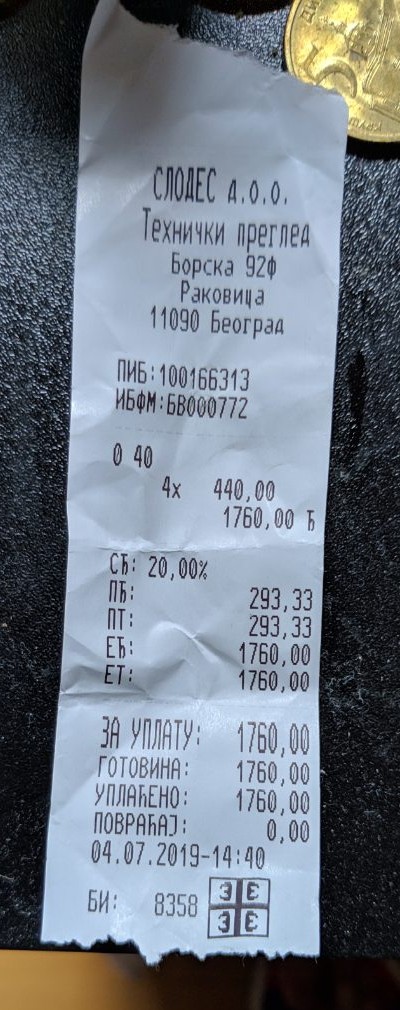 СЛОДЕС д.о.о.
Технички преглед
Борска 92ф
Раковица
11090 Београд
ПИБ:100166313
ИБФМ:БВ000772
0 40
4x 440,00
1760,00 Ђ
СЂ: 20,00%
ПЂ: 293,33
ПТ: 293,33
ЕЂ: 1760,00
ЕТ: 1760,00
ЗА УПЛАТУ: 1760,00
ГОТОВИНА: 1760,00
УПЛАЋЕНО: 1760,00
ПОВРАЋАЈ: 0,00
04.07.2019-14:40
БИ: 8358